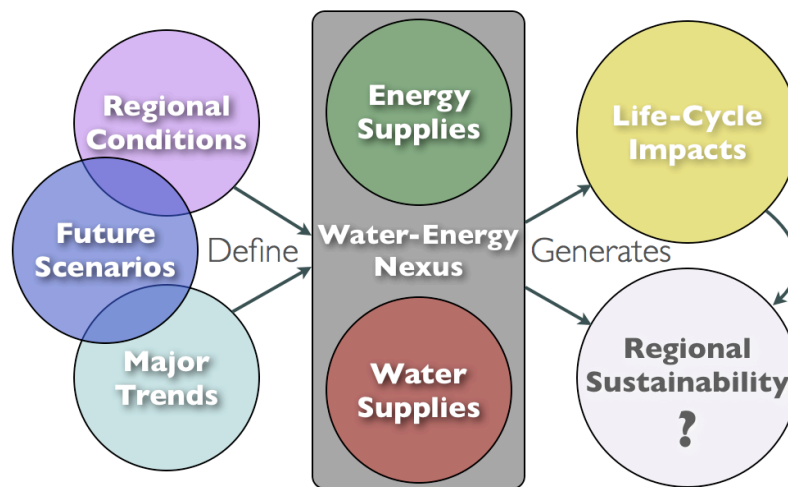 Regional
Conditions
Future
Scenarios
Major
Trends
Define
Energy
Supplies
Water-Energy
Nexus
Water
Supplies
Generates
Life-Cycle
Impacts
Regional
Sustainability
?